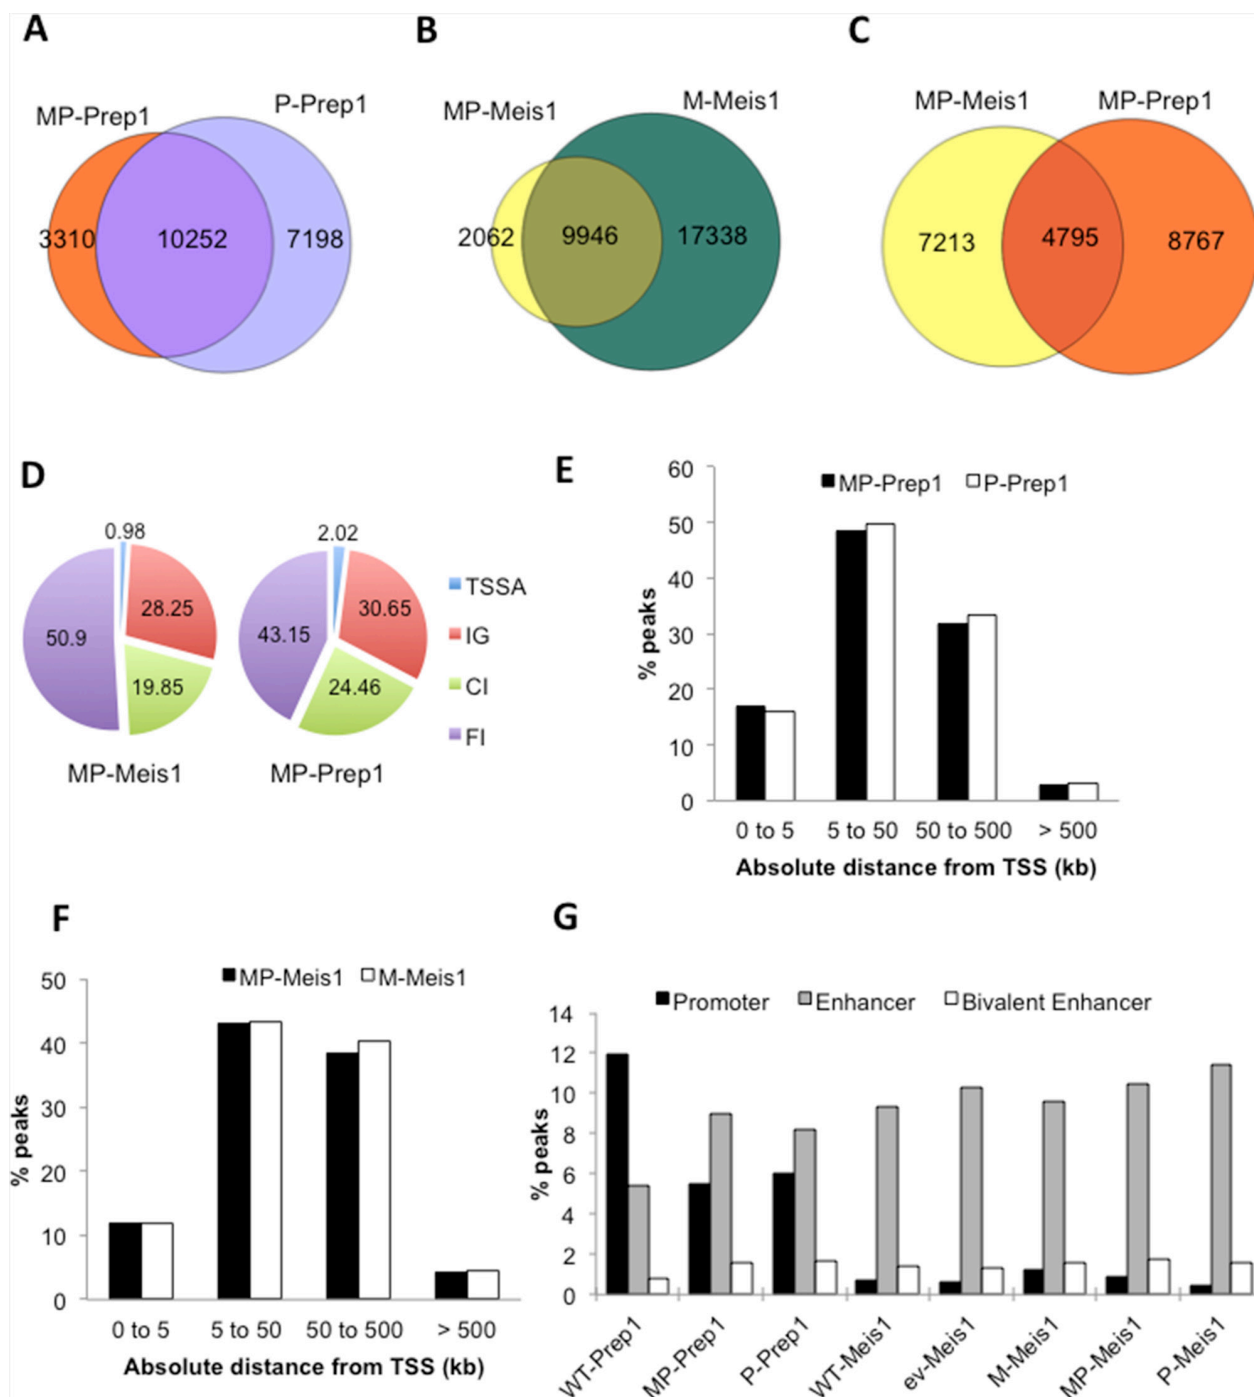 A
B
C
MP-Prep1
P-Prep1
MP-Meis1
M-Meis1
MP-Meis1
MP-Prep1
3310
10252
7198
2062
9946
17338
7213
4795
8767
D
0.98
28.25
19.85
50.9
MP-Meis1
2.02
30.65
24.46
43.15
MP-Prep1
TSSA
IG
CI
FI
E
MP-Prep1 P-Prep1
60
50
40
30
20
10
0
% peaks
0 to 5 5 to 50 50 to 500 > 500
Absolute distance from TSS (kb)
F
MP-Meis1 M-Meis1
50
40
30
20
10
0
% peaks
0 to 5 5 to 50 50 to 500 > 500
Absolute distance from TSS (kb)
G
Promoter Enhancer Bivalent Enhancer
14
12
10
8
6
4
2
0
% peaks
WT-Prep1
MP-Prep1
P-Prep1
WT-Meis1
ev-Meis1
M-Meis1
MP-Meis1
P-Meis1